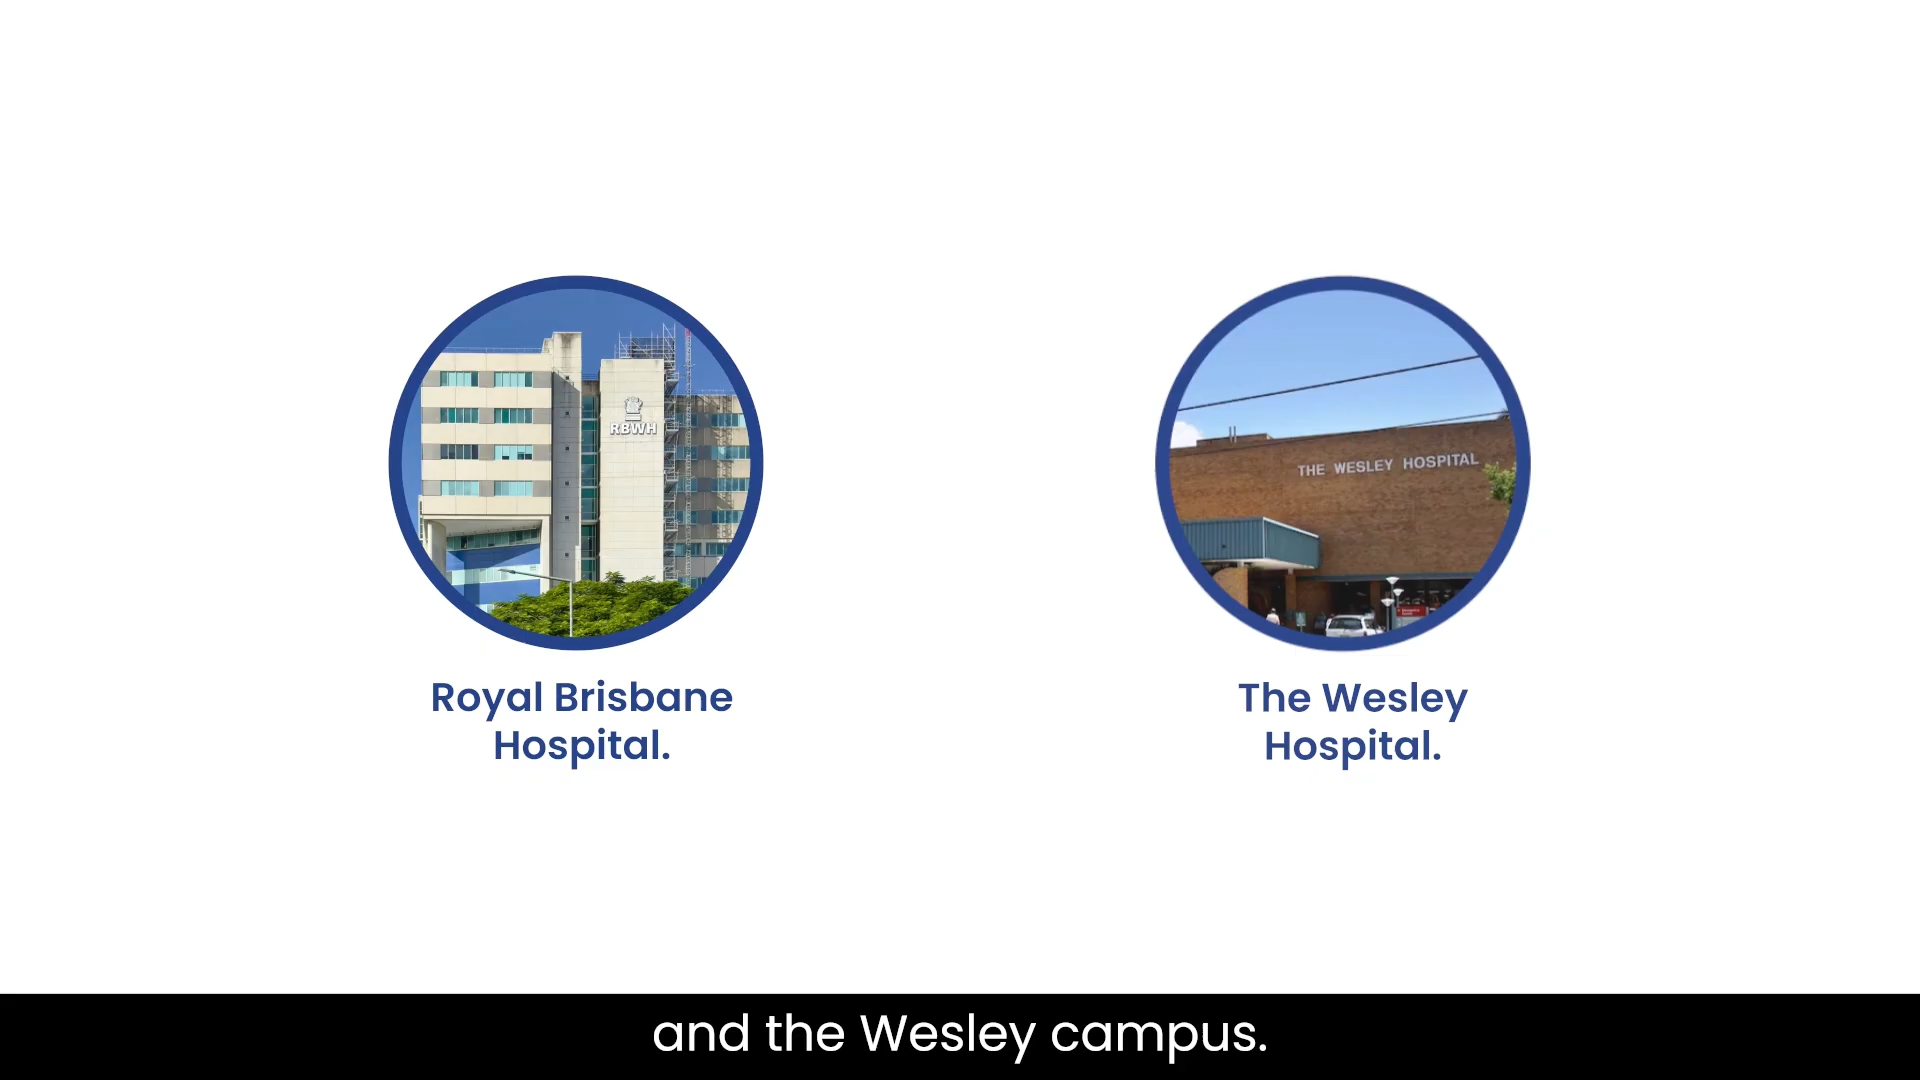 RBWH
THE WESLEY HOSPITAL
Royal Brisbane
Hospital.
The Wesley
Hospital.
and the Wesley campus.